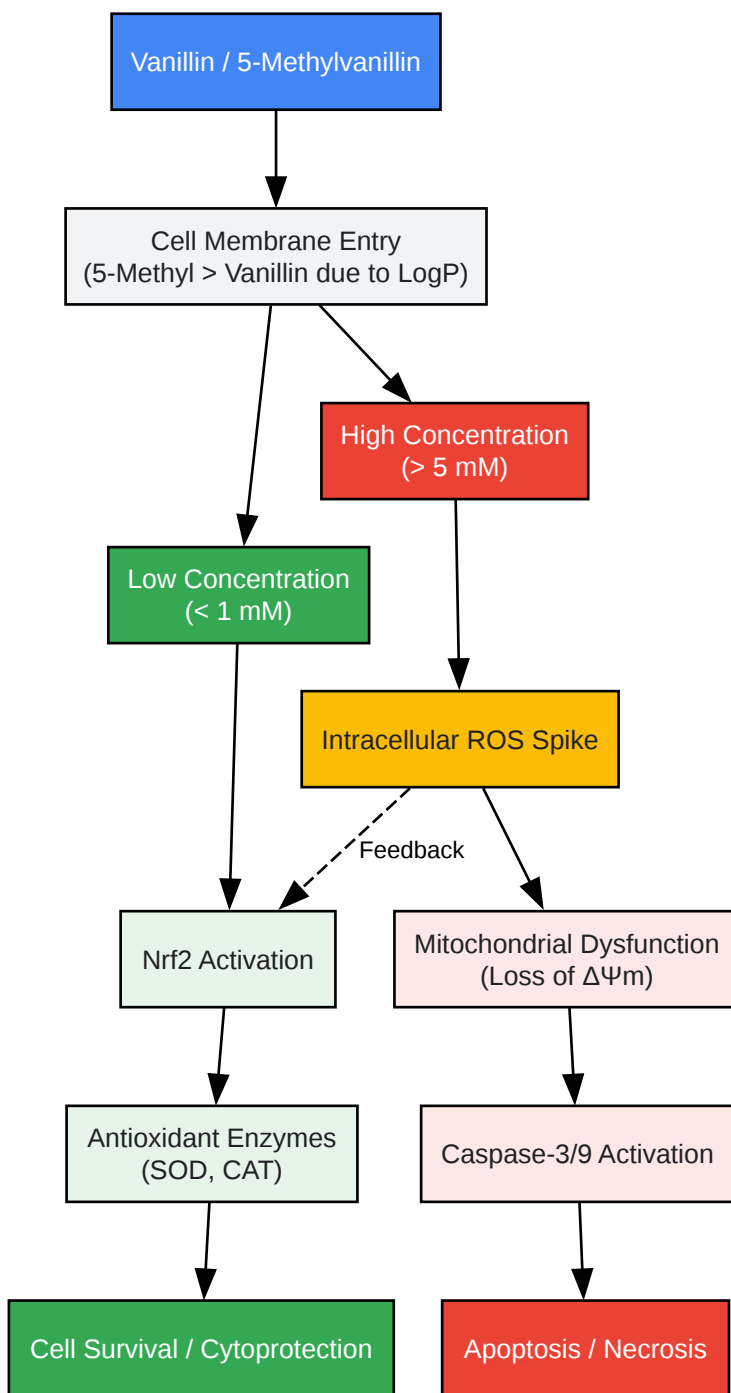 Vanillin / 5-Methylvanillin
Cell Membrane Entry
(5-Methyl > Vanillin due to LogP)
High Concentration
(> 5 mM)
Low Concentration
(< 1 mM)
Intracellular ROS Spike
Feedback
Nrf2 Activation
Mitochondrial Dysfunction
(Loss of ΔΨm)
Antioxidant Enzymes
(SOD, CAT)
Caspase-3/9 Activation
Cell Survival / Cytoprotection
Apoptosis / Necrosis